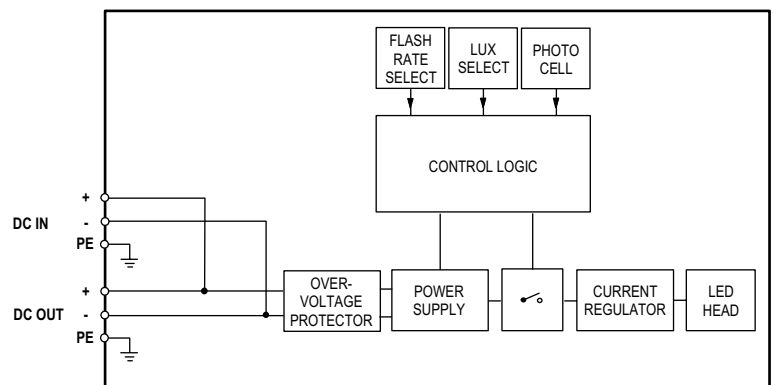 FLASH
RATE
SELECT
LUX
SELECT
PHOTO
CELL
CONTROL LOGIC
+
DC IN -
PE
+
DC OUT -
PE
OVER-
VOLTAGE
PROTECTOR
POWER
SUPPLY
CURRENT
REGULATOR
LED
HEAD